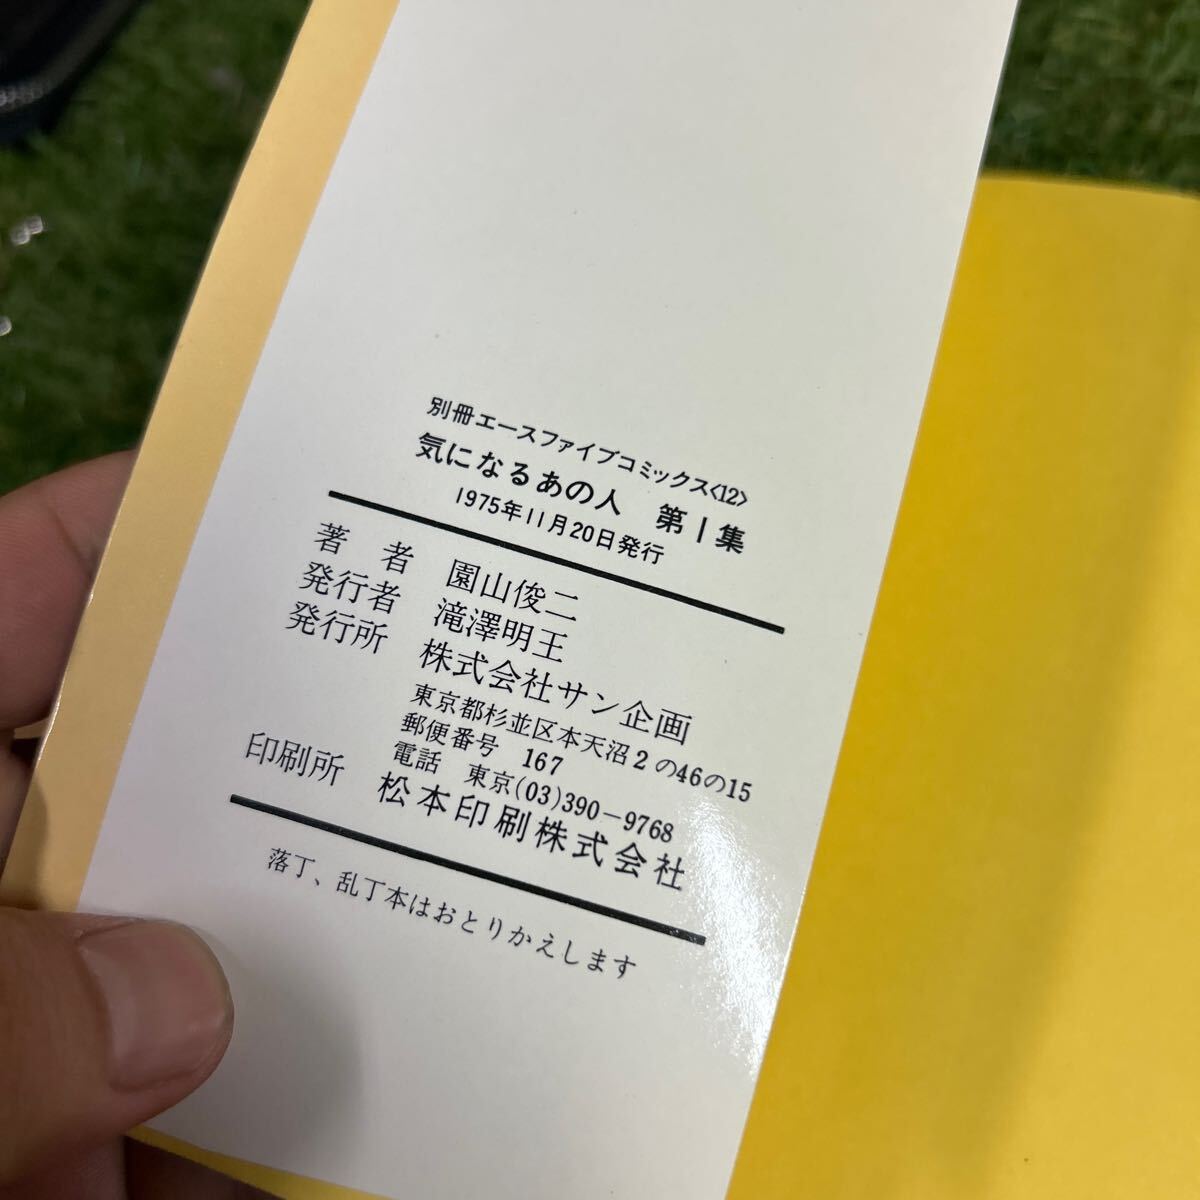 別冊エースファイブコミックス〈12〉
気になるあの人　第1集
1975年11月20日発行
著　者　園山俊二
発行者　滝澤明王
発行所　株式会社サン企画
東京都杉並区本天沼2の46の15
郵便番号　167
電話　東京(03)390-9768
印刷所　松本印刷株式会社
落丁、乱丁本はおとりかえします